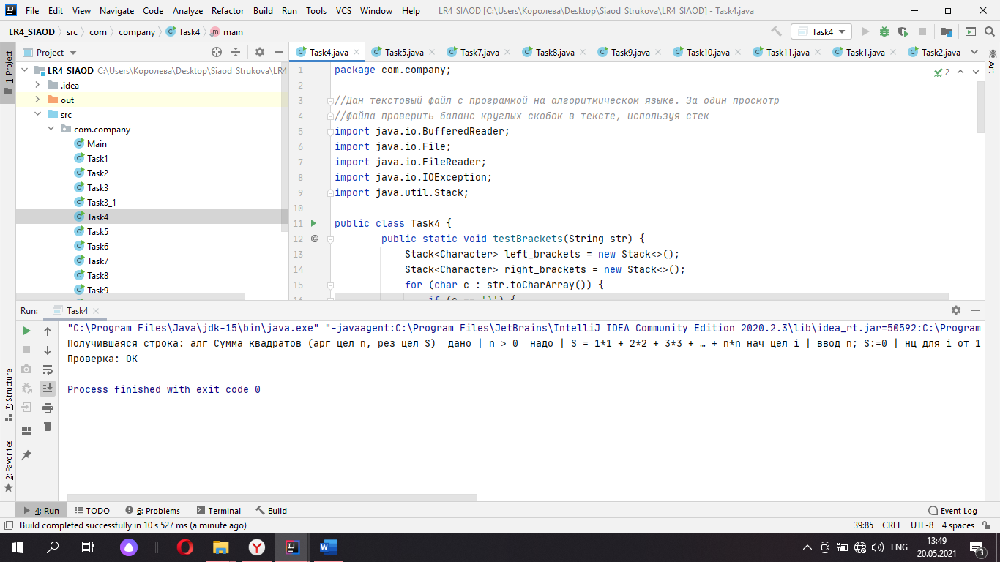 File Edit View Navigate Code Analyze Refactor Build Run Tools VCS Window Help LR4_SIAOD [C:\Users\Королева\Desktop\Siaod_Strukova\LR4_SIAOD] - Task4.java
LR4_SIAOD src com company Task4 main Task4
Project
Task4.java Task5.java Task7.java Task8.java Task9.java Task10.java Task11.java Task1.java Task2.java
1: Project
Ant
LR4_SIAOD C:\Users\Королева\Desktop\Siaod_Strukova\LR4_
.idea
out
src
com.company
Main
Task1
Task2
Task3
Task3_1
Task4
Task5
Task6
Task7
Task8
Task9
2
1 package com.company;
2
3 //Дан текстовый файл с программой на алгоритмическом языке. За один просмотр
4 //файла проверить баланс круглых скобок в тексте, используя стек
5 import java.io.BufferedReader;
6 import java.io.File;
7 import java.io.FileReader;
8 import java.io.IOException;
9 import java.util.Stack;
10
11 public class Task4 {
12 @ public static void testBrackets(String str) {
13 Stack<Character> left_brackets = new Stack<>();
14 Stack<Character> right_brackets = new Stack<>();
15 for (char c : str.toCharArray()) {
16 if (c == ')') {
Run: Task4
"C:\Program Files\Java\jdk-15\bin\java.exe" "-javaagent:C:\Program Files\JetBrains\IntelliJ IDEA Community Edition 2020.2.3\lib\idea_rt.jar=50592:C:\Program
Получившаяся строка: алг Сумма квадратов (арг цел n, рез цел S)  дано | n > 0  надо | S = 1*1 + 2*2 + 3*3 + … + n*n нач цел i | ввод n; S:=0 | нц для i от 1
Проверка: ОК
Process finished with exit code 0
7: Structure
2: Favorites
4: Run TODO 6: Problems Terminal Build Event Log
Build completed successfully in 10 s 527 ms (a minute ago) 39:85 CRLF UTF-8 4 spaces
ENG
13:49
20.05.2021
3